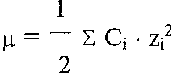 μ = 1/2 Σ Ci · zi²